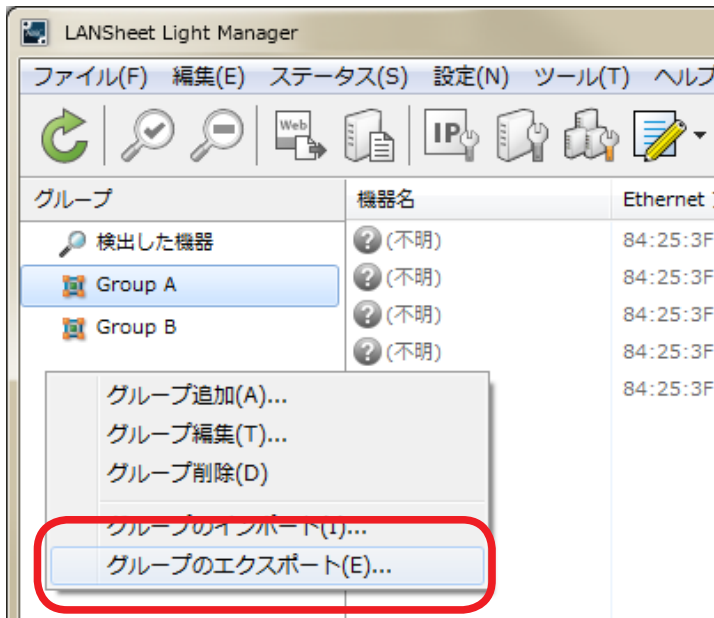 LANSheet Light Manager
ファイル(F) 編集(E) ステータス(S) 設定(N) ツール(T) ヘルプ
Web IP
グループ 機器名 Ethernet
検出した機器 (不明) 84:25:3F
Group A (不明) 84:25:3F
Group B (不明) 84:25:3F
(不明) 84:25:3F
84:25:3F
グループ追加(A)...
グループ編集(T)...
グループ削除(D)
グループのインポート(I)...
グループのエクスポート(E)...